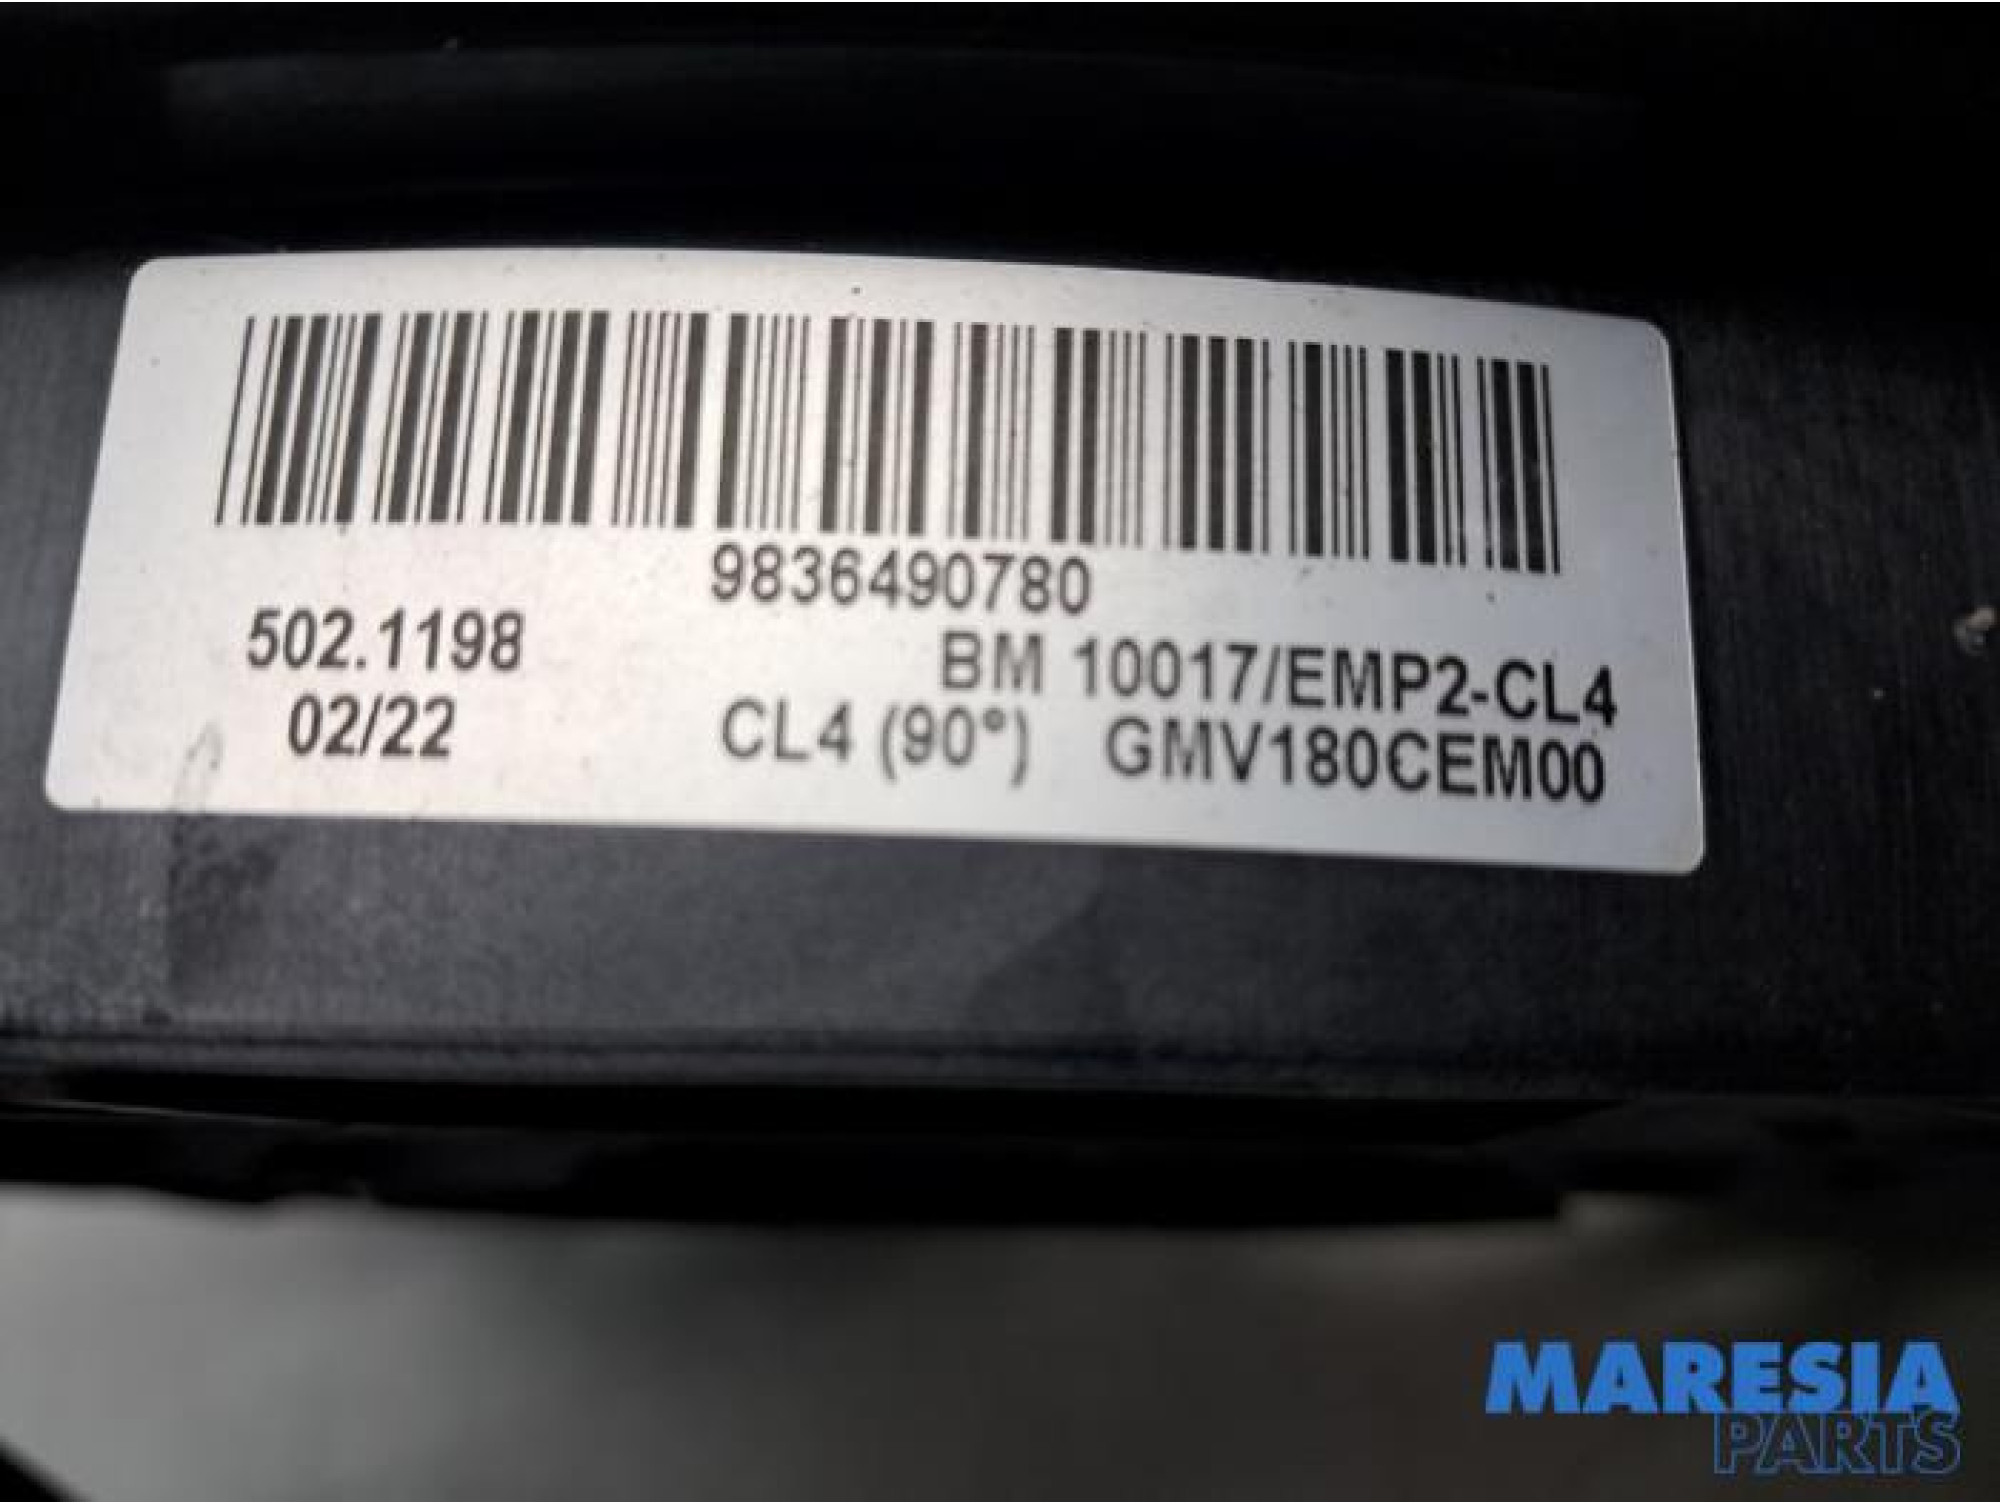 9836490780
502.1198
BM 10017/EMP2-CL4
02/22
CL4 (90°) GMV180CEM00
MARESIA
PARTS